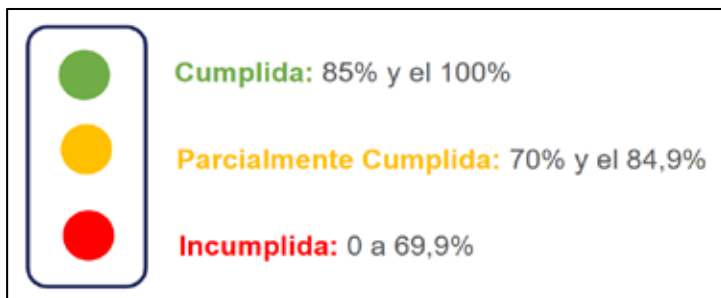 Cumplida: 85% y el 100%
Parcialmente Cumplida: 70% y el 84,9%
Incumplida: 0 a 69,9%